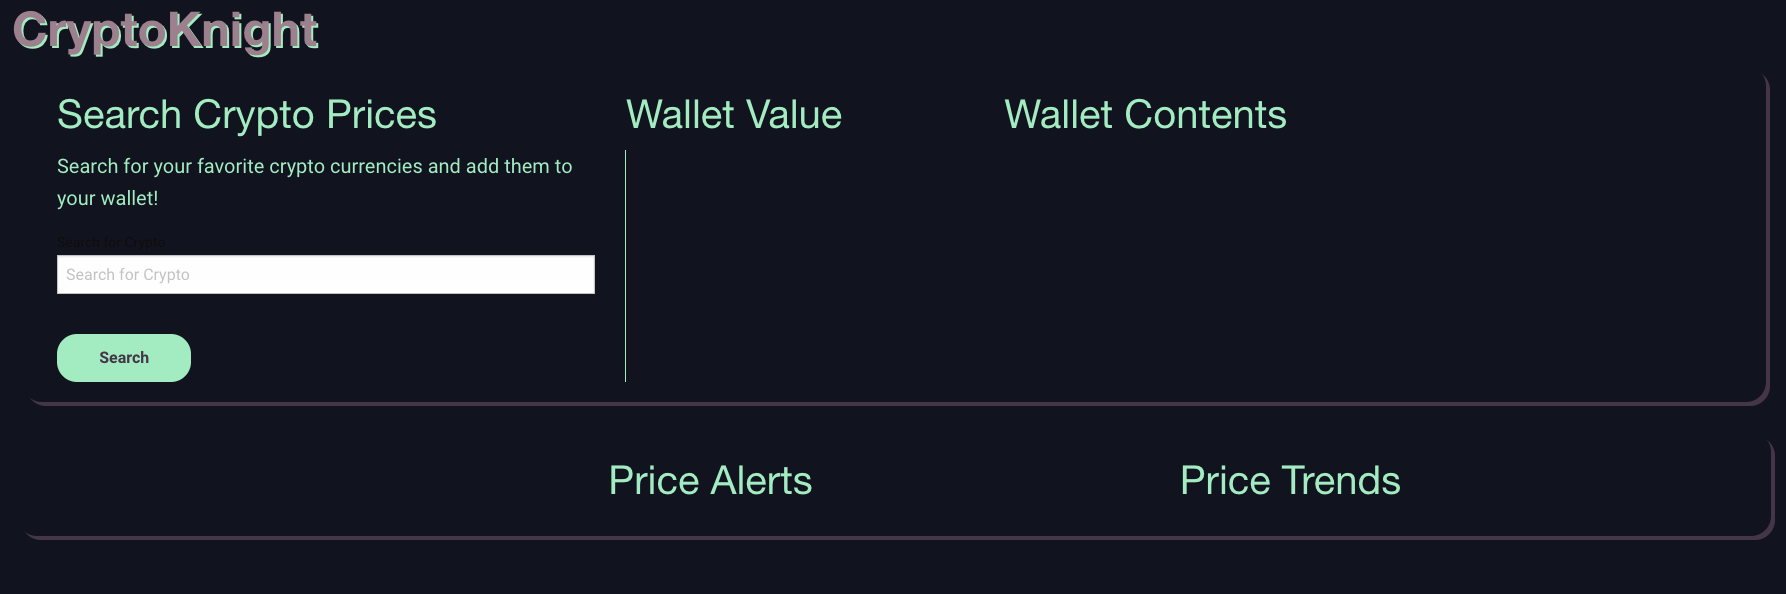 CryptoKnight
Search Crypto Prices
Search for your favorite crypto currencies and add them to
your wallet!
Search for Crypto
Search for Crypto
Search
Wallet Value
Wallet Contents
Price Alerts
Price Trends